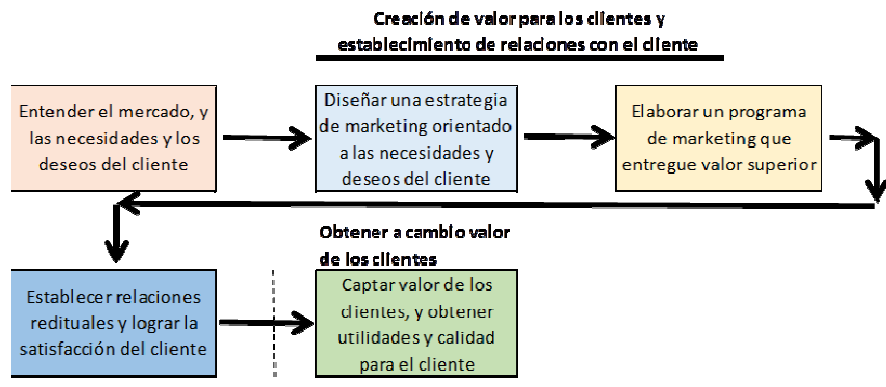 Creación de valor para los clientes y
establecimiento de relaciones con el cliente
Entender el mercado, y
las necesidades y los
deseos del cliente
Diseñar una estrategia
de marketing orientado
a las necesidades y
deseos del cliente
Elaborar un programa
de marketing que
entregue valor superior
Obtener a cambio valor
de los clientes
Establecer relaciones
redituales y lograr la
satisfacción del cliente
Captar valor de los
clientes, y obtener
utilidades y calidad
para el cliente